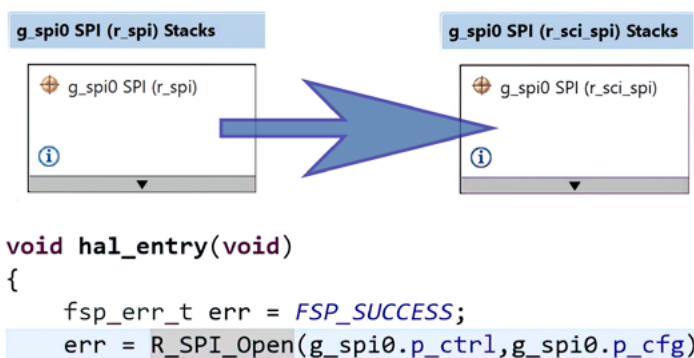 g_spi0 SPI (r_spi) Stacks
g_spi0 SPI (r_sci_spi) Stacks
g_spi0 SPI (r_spi)
g_spi0 SPI (r_sci_spi)
void hal_entry(void)
{
    fsp_err_t err = FSP_SUCCESS;
    err = R_SPI_Open(g_spi0.p_ctrl,g_spi0.p_cfg)